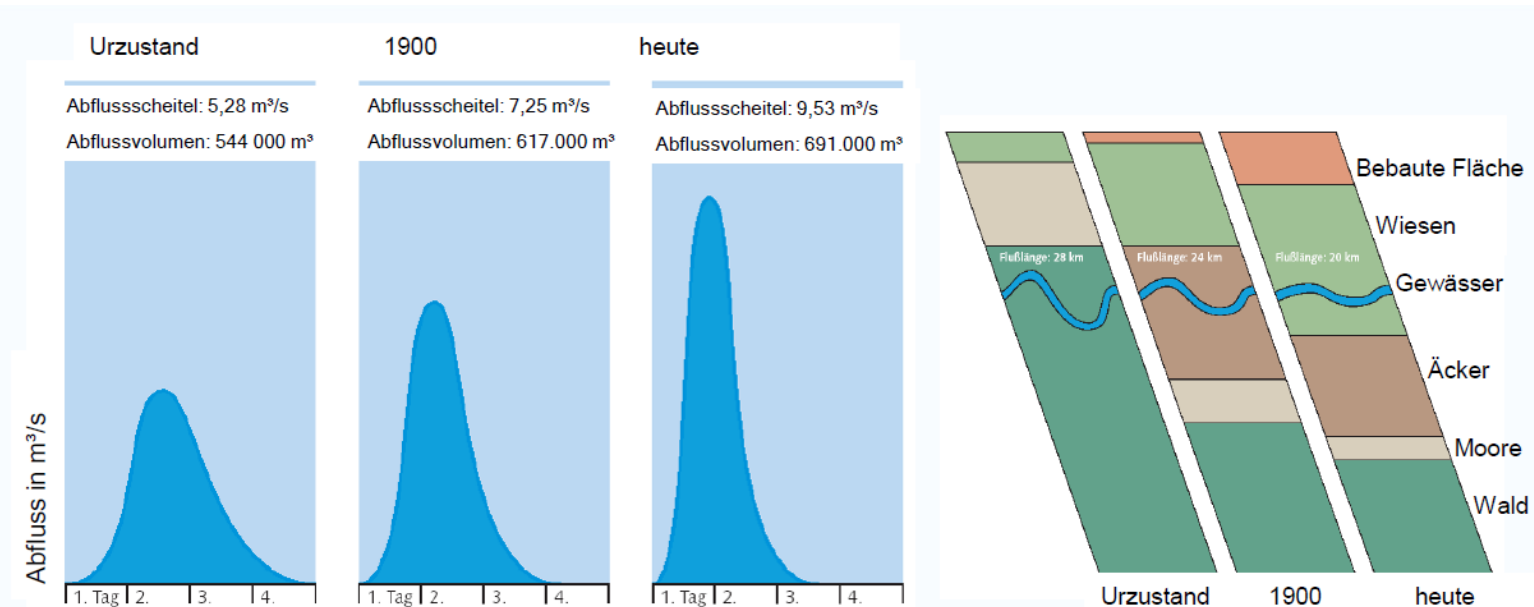 Urzustand
1900
heute
Abflussscheitel: 5,28 m³/s
Abflussvolumen: 544 000 m³
Abflussscheitel: 7,25 m³/s
Abflussvolumen: 617.000 m³
Abflussscheitel: 9,53 m³/s
Abflussvolumen: 691.000 m³
Abfluss in m³/s
1. Tag 2. 3. 4.
1. Tag 2. 3. 4.
1. Tag 2. 3. 4.
Flußlänge: 28 km
Flußlänge: 24 km
Flußlänge: 20 km
Bebaute Fläche
Wiesen
Gewässer
Äcker
Moore
Wald
Urzustand
1900
heute